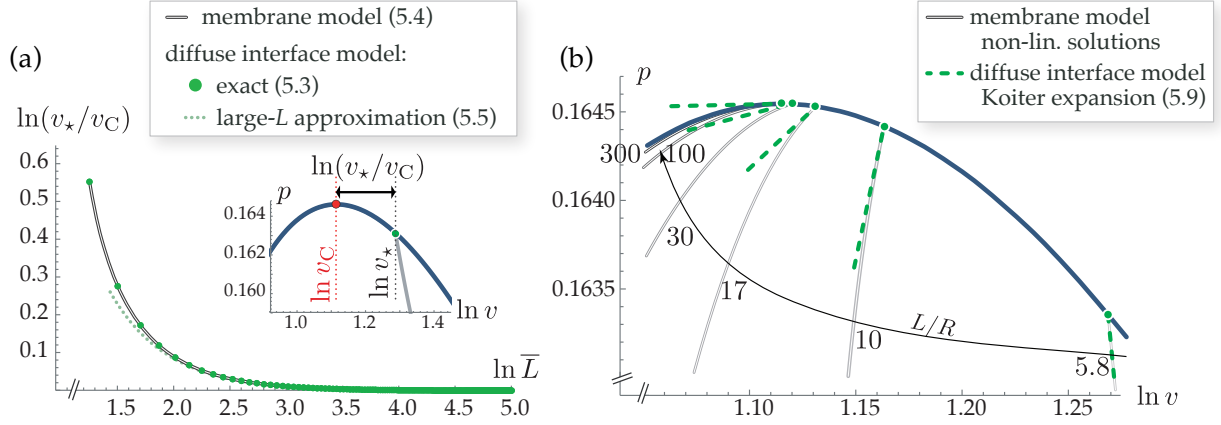 (a)
membrane model (5.4)
diffuse interface model:
exact (5.3)
large-L approximation (5.5)
ln(v⋆/v_C)
0.6
0.5
0.4
0.3
0.2
0.1
1.5
2.0
2.5
3.0
3.5
4.0
4.5
5.0
ln L̅
ln(v⋆/v_C)
p
0.164
0.162
0.160
ln v_C
ln v⋆
1.0
1.2
1.4
ln v
(b)
membrane model
non-lin. solutions
diffuse interface model
Koiter expansion (5.9)
p
0.1645
0.1640
0.1635
300
100
30
17
10
5.8
L/R
1.10
1.15
1.20
1.25
ln v